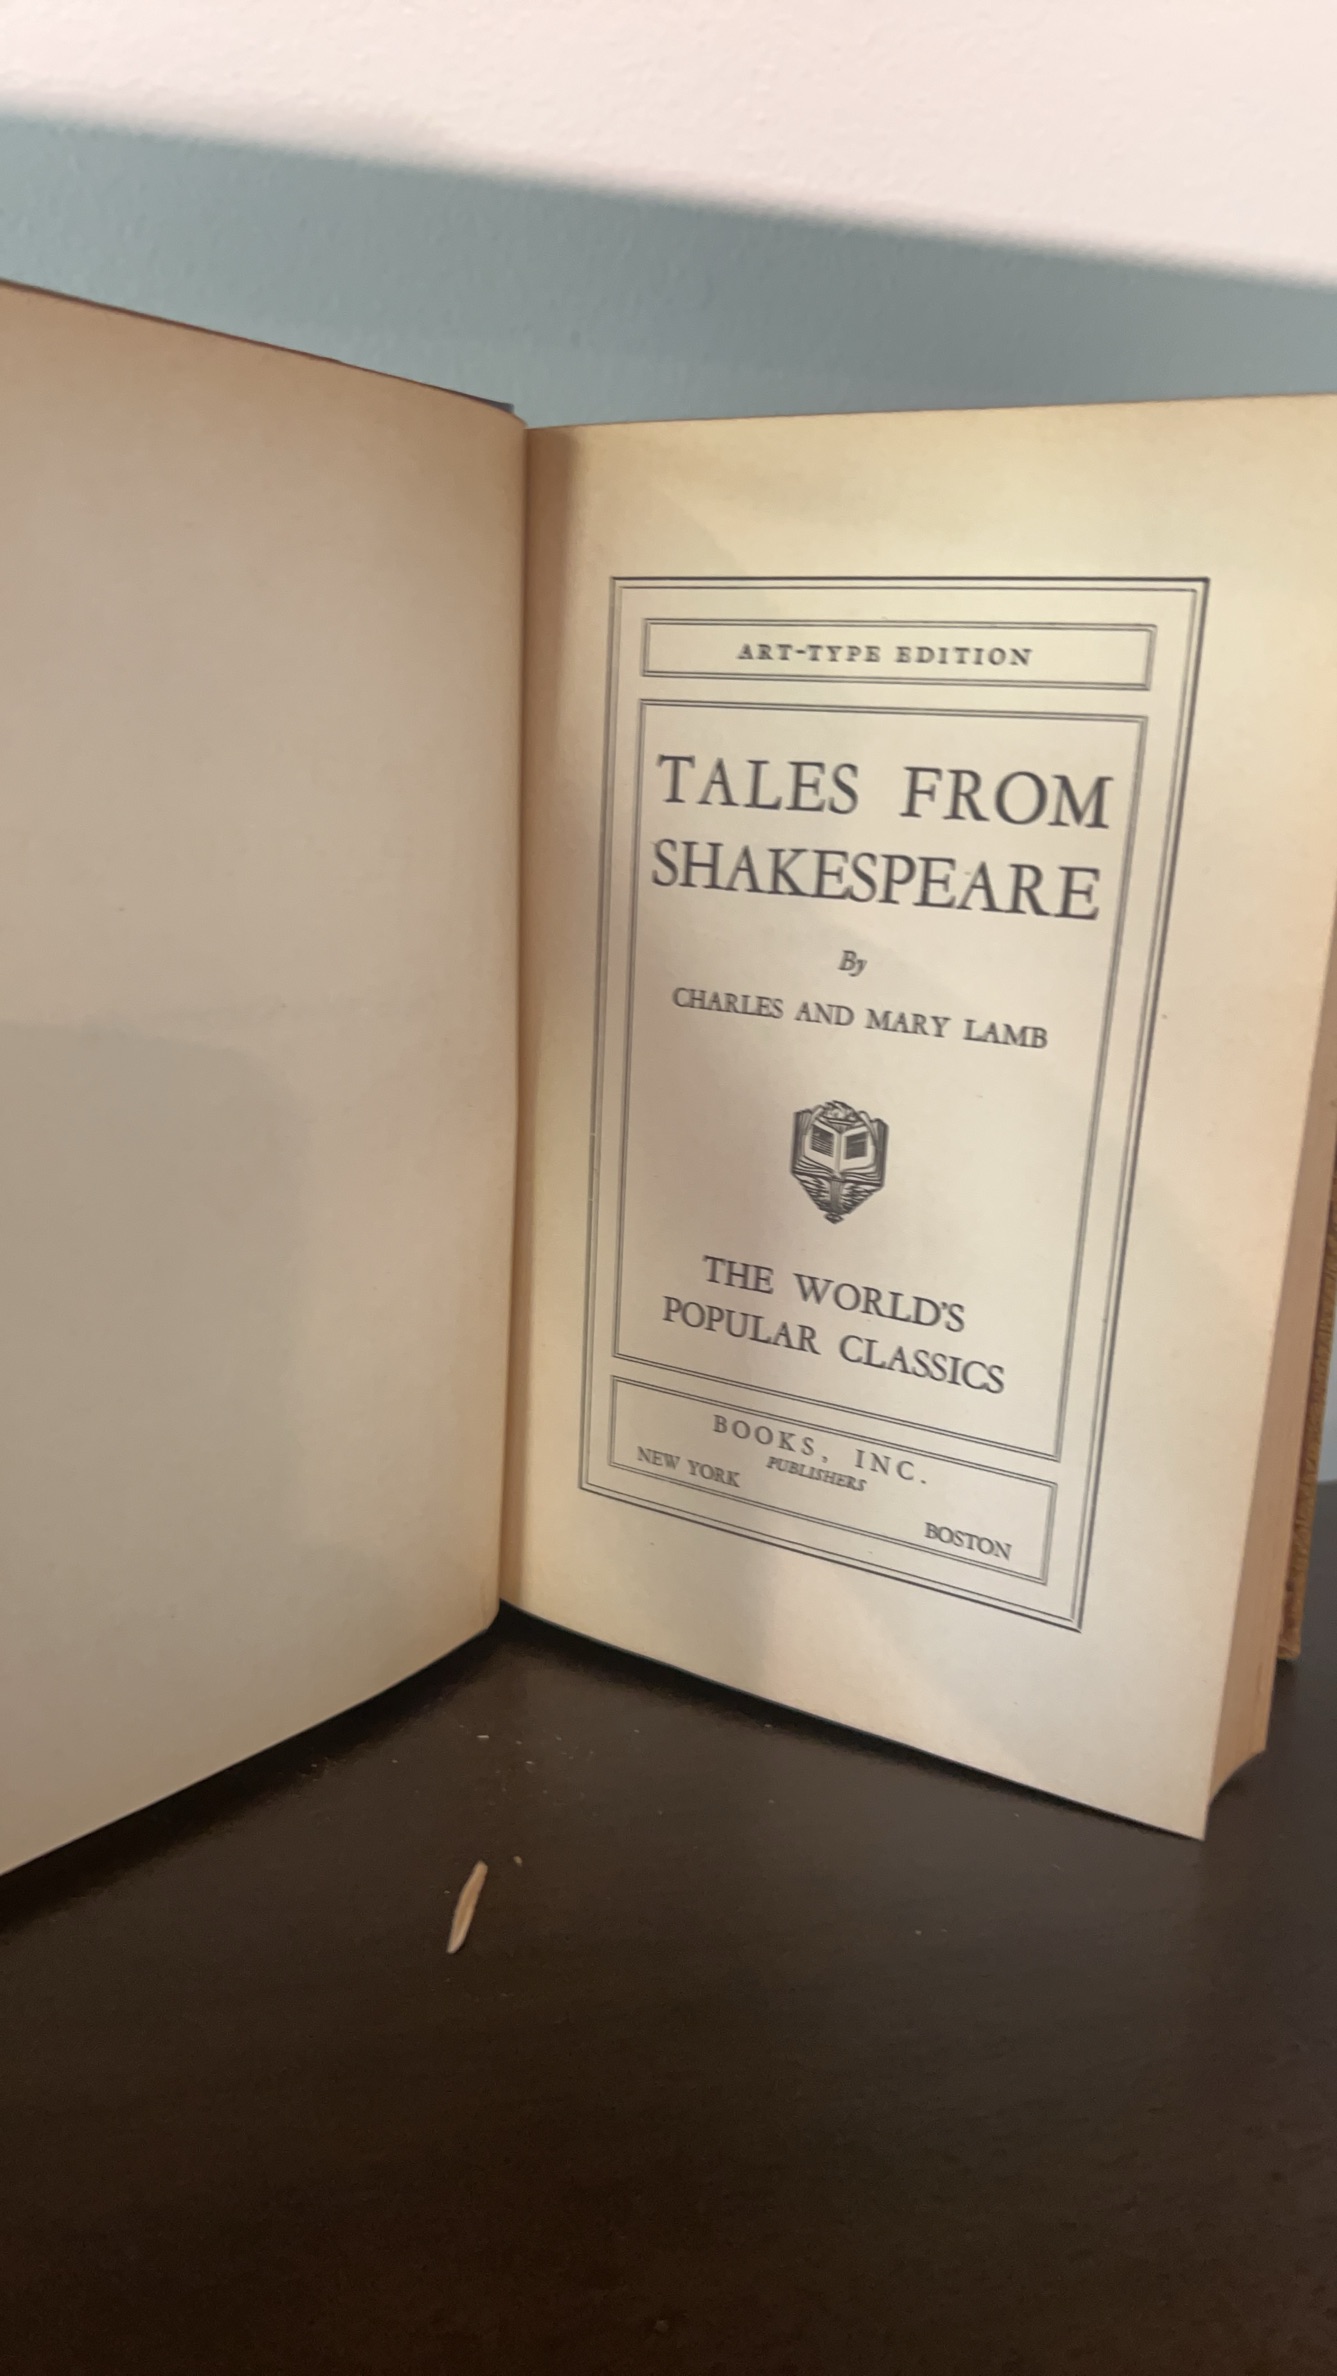 ART-TYPE EDITION
TALES FROM
SHAKESPEARE
By
CHARLES AND MARY LAMB
THE WORLD'S
POPULAR CLASSICS
BOOKS, INC.
PUBLISHERS
NEW YORK
BOSTON